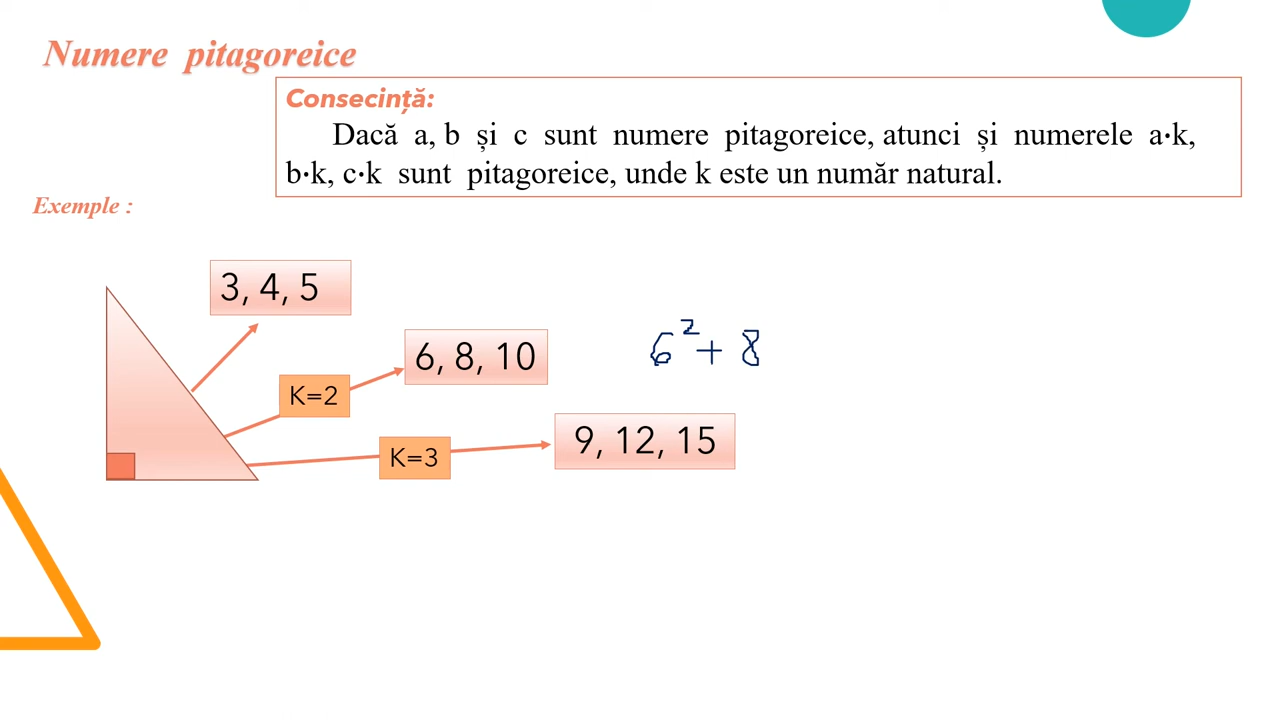 Numere pitagoreice
Consecință:
Dacă a, b și c sunt numere pitagoreice, atunci și numerele a·k,
b·k, c·k sunt pitagoreice, unde k este un număr natural.
Exemple :
3, 4, 5
6, 8, 10
6² + 8
K=2
9, 12, 15
K=3